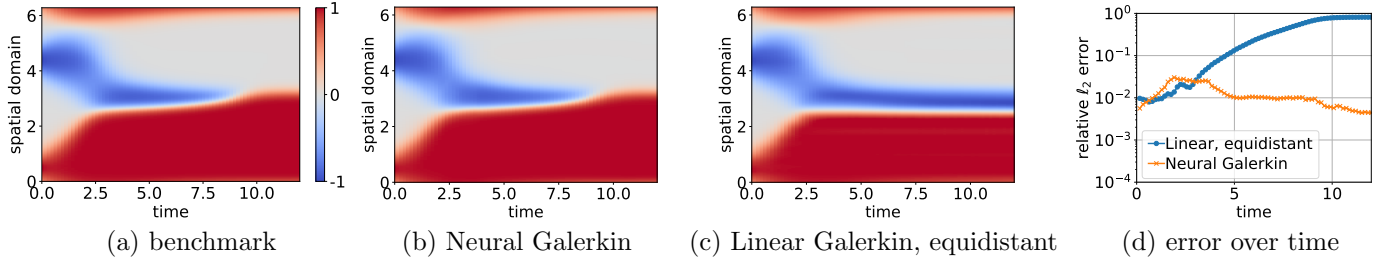 6
4
2
0
spatial domain
0.0
2.5
5.0
7.5
10.0
time
1
0
-1
(a) benchmark
6
4
2
0
spatial domain
0.0
2.5
5.0
7.5
10.0
time
(b) Neural Galerkin
6
4
2
0
spatial domain
0.0
2.5
5.0
7.5
10.0
time
(c) Linear Galerkin, equidistant
10⁰
10⁻¹
10⁻²
10⁻³
10⁻⁴
relative ℓ₂ error
Linear, equidistant
Neural Galerkin
0
5
10
time
(d) error over time